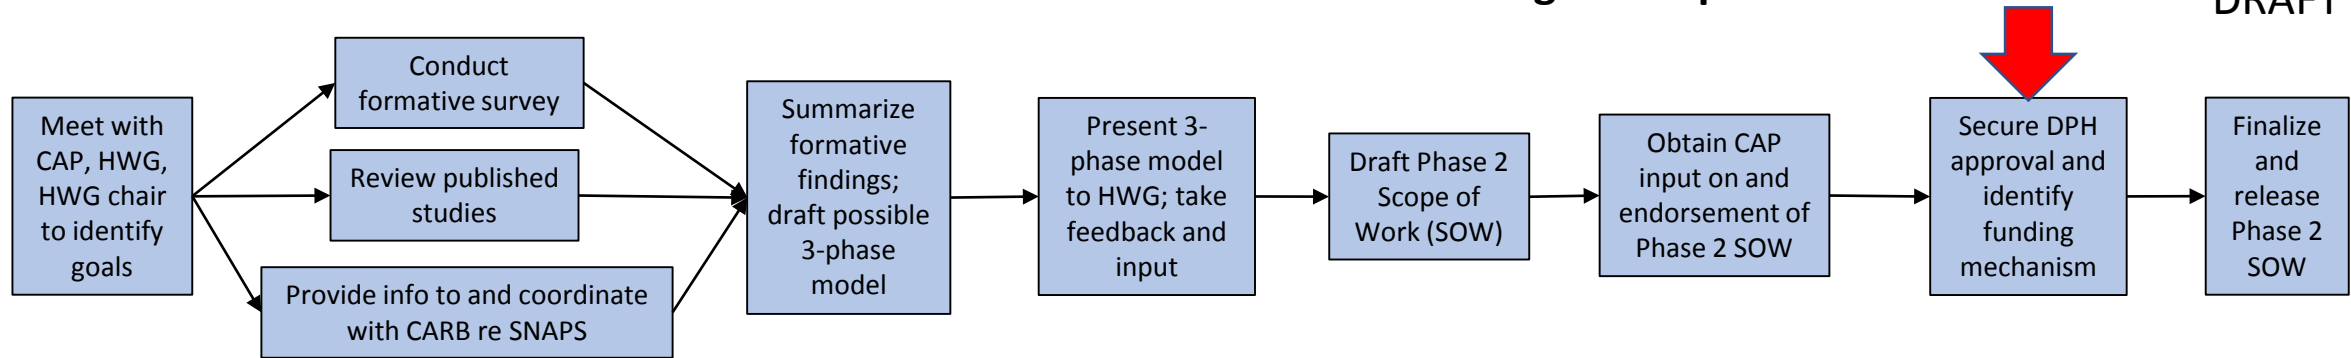 DRAFT
Meet with
CAP, HWG,
HWG chair
to identify
goals
Conduct
formative survey
Review published
studies
Provide info to and coordinate
with CARB re SNAPS
Summarize
formative
findings;
draft possible
3-phase
model
Present 3-
phase model
to HWG; take
feedback and
input
Draft Phase 2
Scope of
Work (SOW)
Obtain CAP
input on and
endorsement of
Phase 2 SOW
Secure DPH
approval and
identify
funding
mechanism
Finalize
and
release
Phase 2
SOW